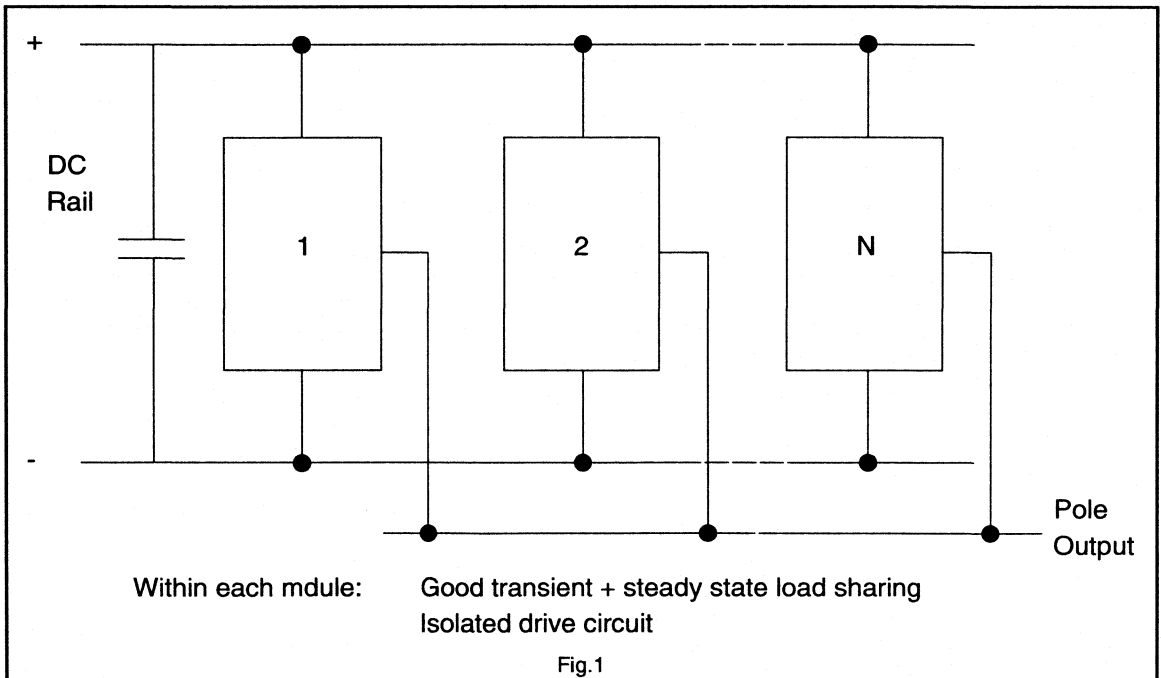 +
DC
Rail
1
2
N
-
Pole
Output
Within each mdule: Good transient + steady state load sharing
Isolated drive circuit
Fig.1